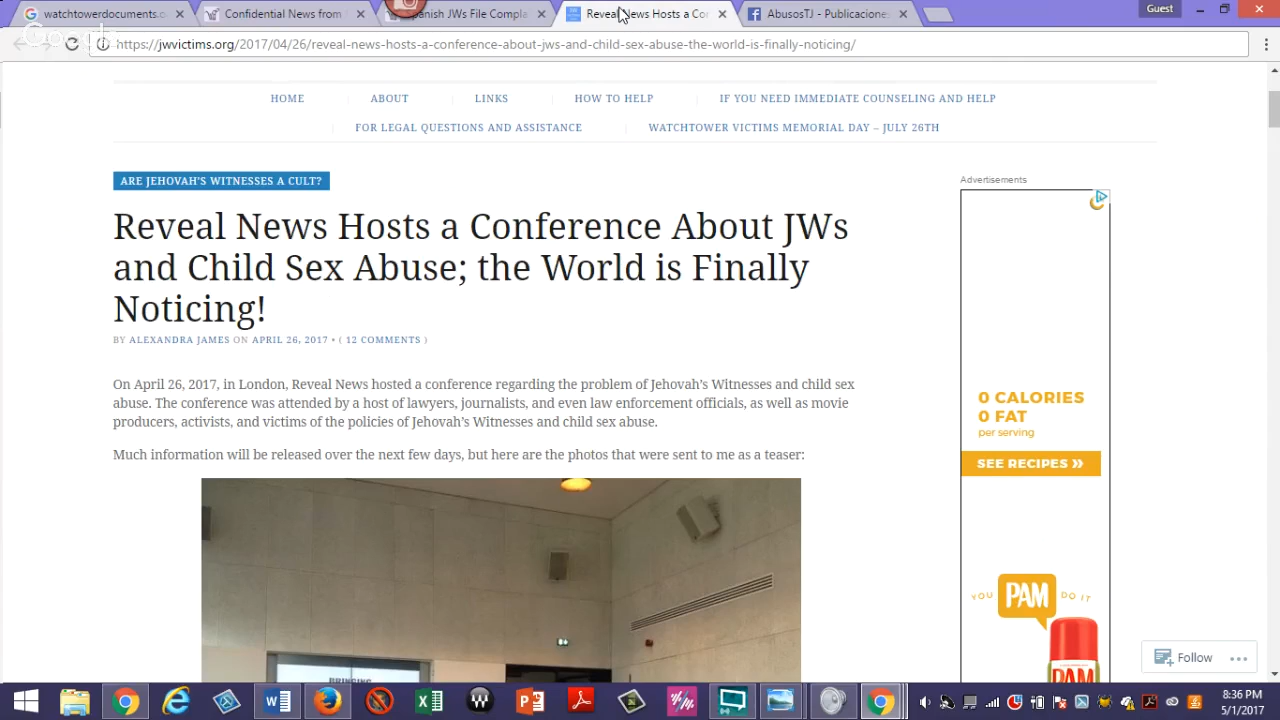 watchtowerdocuments
Conferences from
Spanish JW File Compla
Reveal News Hosts a Cor
AbusosTJ - Publicaciones
Guest
https://jwvictims.org/2017/04/26/reveal-news-hosts-a-conference-about-jws-and-child-sex-abuse-the-world-is-finally-noticing/
HOME ABOUT LINKS HOW TO HELP IF YOU NEED IMMEDIATE COUNSELING AND HELP
FOR LEGAL QUESTIONS AND ASSISTANCE WATCHTOWER VICTIMS MEMORIAL DAY – JULY 26TH
ARE JEHOVAH'S WITNESSES A CULT?
Reveal News Hosts a Conference About JWs
and Child Sex Abuse; the World is Finally
Noticing!
BY ALEXANDRA JAMES ON APRIL 26, 2017 • ( 12 COMMENTS )
On April 26, 2017, in London, Reveal News hosted a conference regarding the problem of Jehovah's Witnesses and child sex
abuse. The conference was attended by a host of lawyers, journalists, and even law enforcement officials, as well as movie
producers, activists, and victims of the policies of Jehovah's Witnesses and child sex abuse.
Much information will be released over the next few days, but here are the photos that were sent to me as a teaser:
BRINGING
Advertisements
0 CALORIES
0 FAT
per serving
SEE RECIPES »
YOU PAM DO IT
PAM
Follow
8:36 PM
5/1/2017